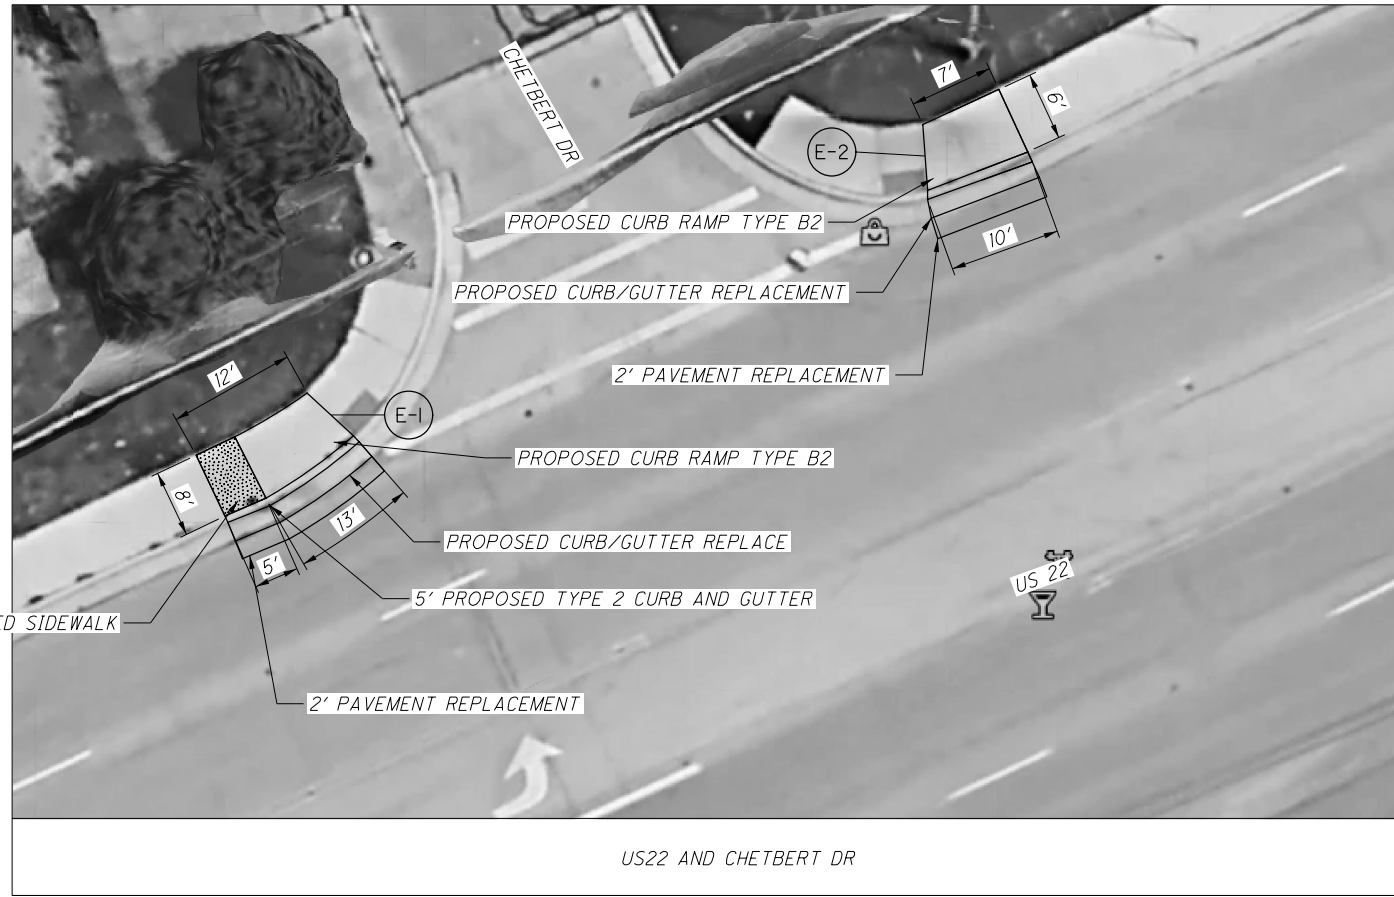 CHETBERT DR
7'
6'
E-2
PROPOSED CURB RAMP TYPE B2
10'
PROPOSED CURB/GUTTER REPLACEMENT
2' PAVEMENT REPLACEMENT
12'
E-1
PROPOSED CURB RAMP TYPE B2
8'
13'
PROPOSED CURB/GUTTER REPLACE
5'
5' PROPOSED TYPE 2 CURB AND GUTTER
US 22
SIDEWALK
2' PAVEMENT REPLACEMENT
US22 AND CHETBERT DR